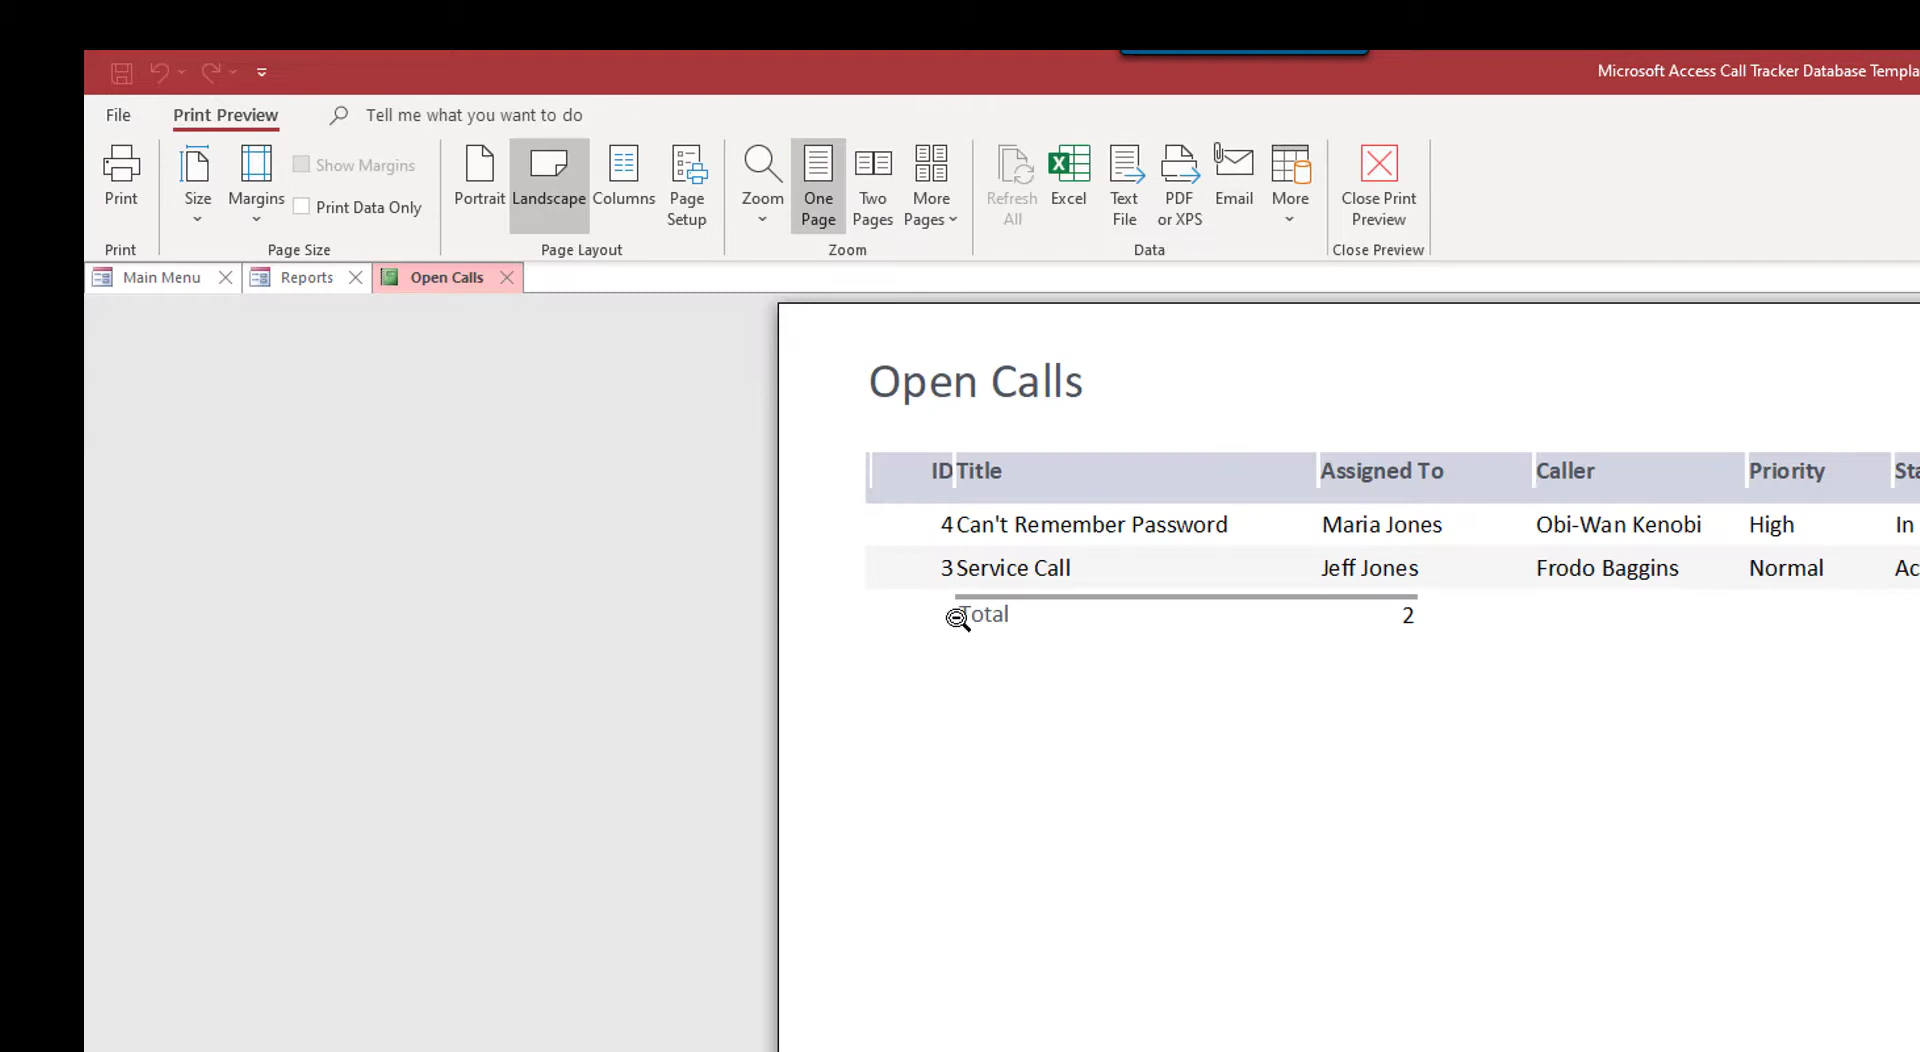 Microsoft Access Call Tracker Database Templa
File Print Preview Tell me what you want to do
Print
Size
Margins
Show Margins
Print Data Only
Portrait
Landscape
Columns
Page Setup
Zoom
One Page
Two Pages
More Pages
Refresh All
Excel
Text File
PDF or XPS
Email
More
Close Print Preview
Print Page Size Page Layout Zoom Data Close Preview
Main Menu Reports Open Calls
Open Calls
ID Title Assigned To Caller Priority Sta
4 Can't Remember Password Maria Jones Obi-Wan Kenobi High In
3 Service Call Jeff Jones Frodo Baggins Normal Ac
Total 2